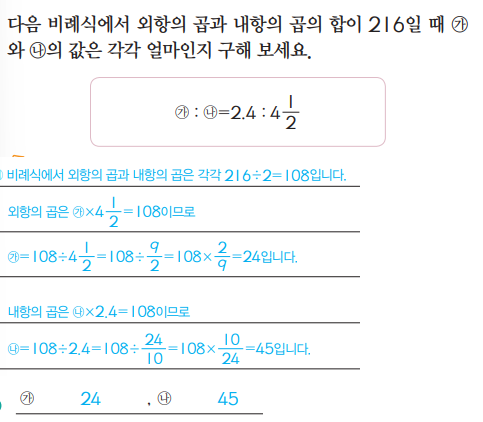 다음 비례식에서 외항의 곱과 내항의 곱의 합이 216일 때 ㉮
와 ㉯의 값은 각각 얼마인지 구해 보세요.
㉮ : ㉯=2.4 : 4 1/2
비례식에서 외항의 곱과 내항의 곱은 각각 216÷2=108입니다.
외항의 곱은 ㉮×4 1/2=108이므로
㉮=108÷4 1/2=108÷9/2=108×2/9=24입니다.
내항의 곱은 ㉯×2.4=108이므로
㉯=108÷2.4=108÷24/10=108×10/24=45입니다.
㉮ 24 , ㉯ 45